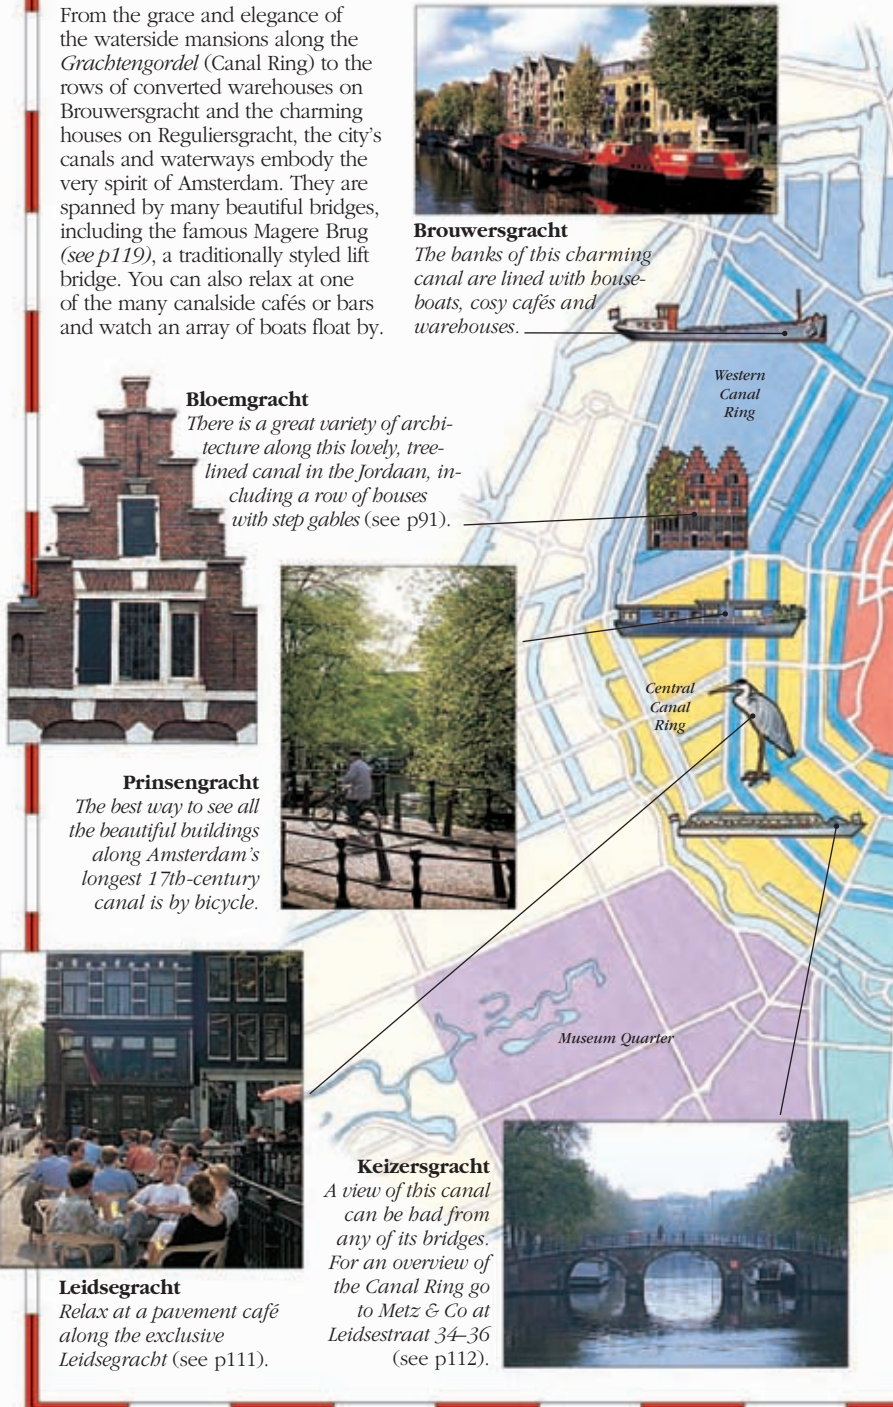 From the grace and elegance of
the waterside mansions along the
Grachtengordel (Canal Ring) to the
rows of converted warehouses on
Brouwersgracht and the charming
houses on Reguliersgracht, the city's
canals and waterways embody the
very spirit of Amsterdam. They are
spanned by many beautiful bridges,
including the famous Magere Brug
(see p119), a traditionally styled lift
bridge. You can also relax at one
of the many canalside cafés or bars
and watch an array of boats float by.
Brouwersgracht
The banks of this charming
canal are lined with house-
boats, cosy cafés and
warehouses.
Western
Canal
Ring
Bloemgracht
There is a great variety of archi-
tecture along this lovely, tree-
lined canal in the Jordaan, in-
cluding a row of houses
with step gables (see p91).
Central
Canal
Ring
Prinsengracht
The best way to see all
the beautiful buildings
along Amsterdam's
longest 17th-century
canal is by bicycle.
Museum Quarter
Leidsegracht
Relax at a pavement café
along the exclusive
Leidsegracht (see p111).
Keizersgracht
A view of this canal
can be had from
any of its bridges.
For an overview of
the Canal Ring go
to Metz & Co at
Leidsestraat 34–36
(see p112).